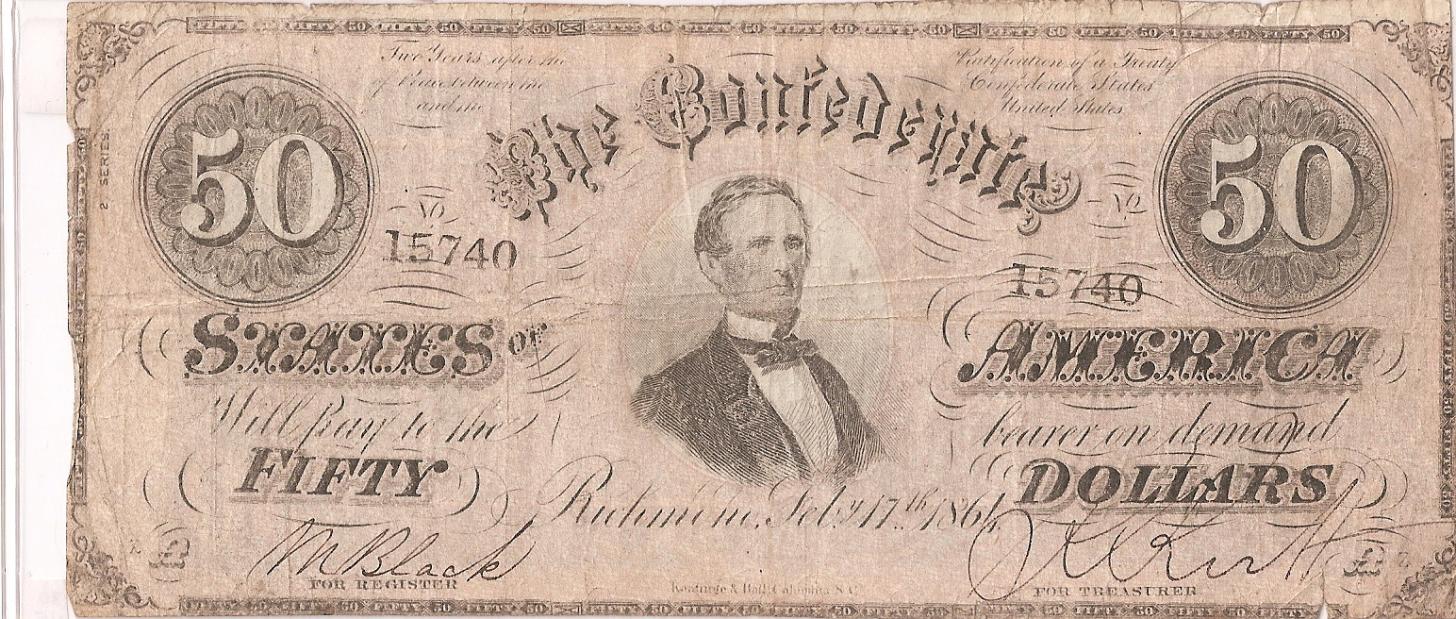 Two Years after the
of Peace between the
and the
Ratification of a Treaty
Confederate States
United States
The Confederate
50
50
2 SERIES.
No
15740
No
15740
STATES OF
AMERICA
Will pay to the
bearer on demand
FIFTY
DOLLARS
Richmond, Feby. 17th 1864.
M Black
FOR REGISTER
Keatinge & Ball, Columbia S.C.
FOR TREASURER